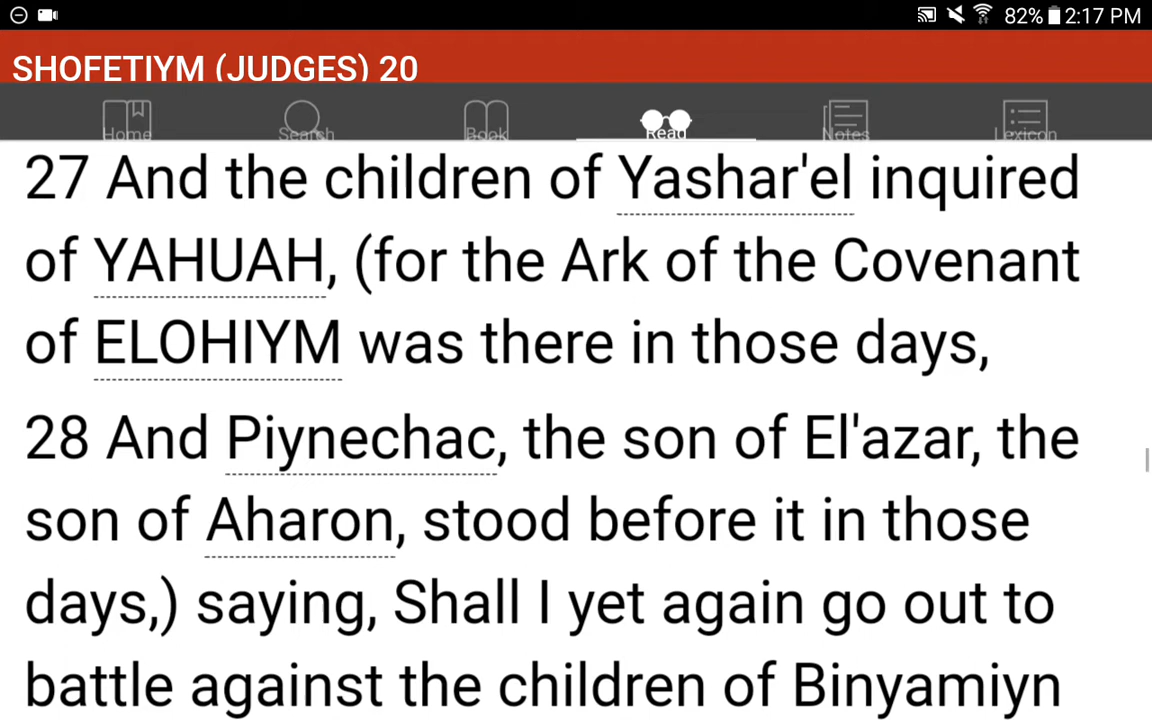 82% 2:17 PM
SHOFETIYM (JUDGES) 20
Home Search Book Read Notes Lexicon
27 And the children of Yashar'el inquired
of YAHUAH, (for the Ark of the Covenant
of ELOHIYM was there in those days,
28 And Piynechac, the son of El'azar, the
son of Aharon, stood before it in those
days,) saying, Shall I yet again go out to
battle against the children of Binyamiyn